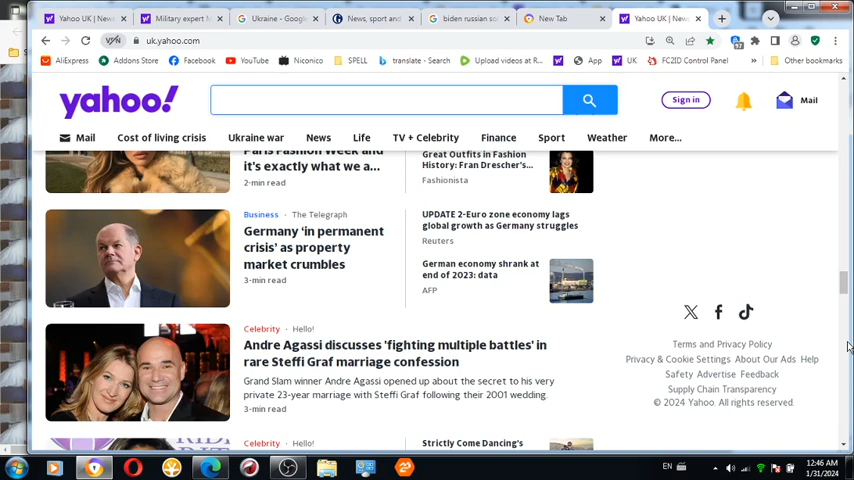 Yahoo UK | News,
Military expert M
Ukraine - Google
News, sport and
biden russian so
New Tab
Yahoo UK | News,
VPN
uk.yahoo.com
AliExpress
Addons Store
Facebook
YouTube
Niconico
SPELL
translate - Search
Upload videos at R...
App
UK
FC2ID Control Panel
»
Other bookmarks
yahoo!
Sign in
Mail
Mail
Cost of living crisis
Ukraine war
News
Life
TV + Celebrity
Finance
Sport
Weather
More...
Paris Fashion Week and
it's exactly what we a...
2-min read
Great Outfits in Fashion
History: Fran Drescher's...
Fashionista
Business · The Telegraph
Germany ‘in permanent
crisis’ as property
market crumbles
3-min read
UPDATE 2-Euro zone economy lags
global growth as Germany struggles
Reuters
German economy shrank at
end of 2023: data
AFP
Celebrity · Hello!
Andre Agassi discusses 'fighting multiple battles' in
rare Steffi Graf marriage confession
Grand Slam winner Andre Agassi opened up about the secret to his very
private 23-year marriage with Steffi Graf following their 2001 wedding.
3-min read
Terms and Privacy Policy
Privacy & Cookie Settings About Our Ads Help
Safety Advertise Feedback
Supply Chain Transparency
© 2024 Yahoo. All rights reserved.
Celebrity · Hello!
Strictly Come Dancing's
EN
12:46 AM
1/31/2024